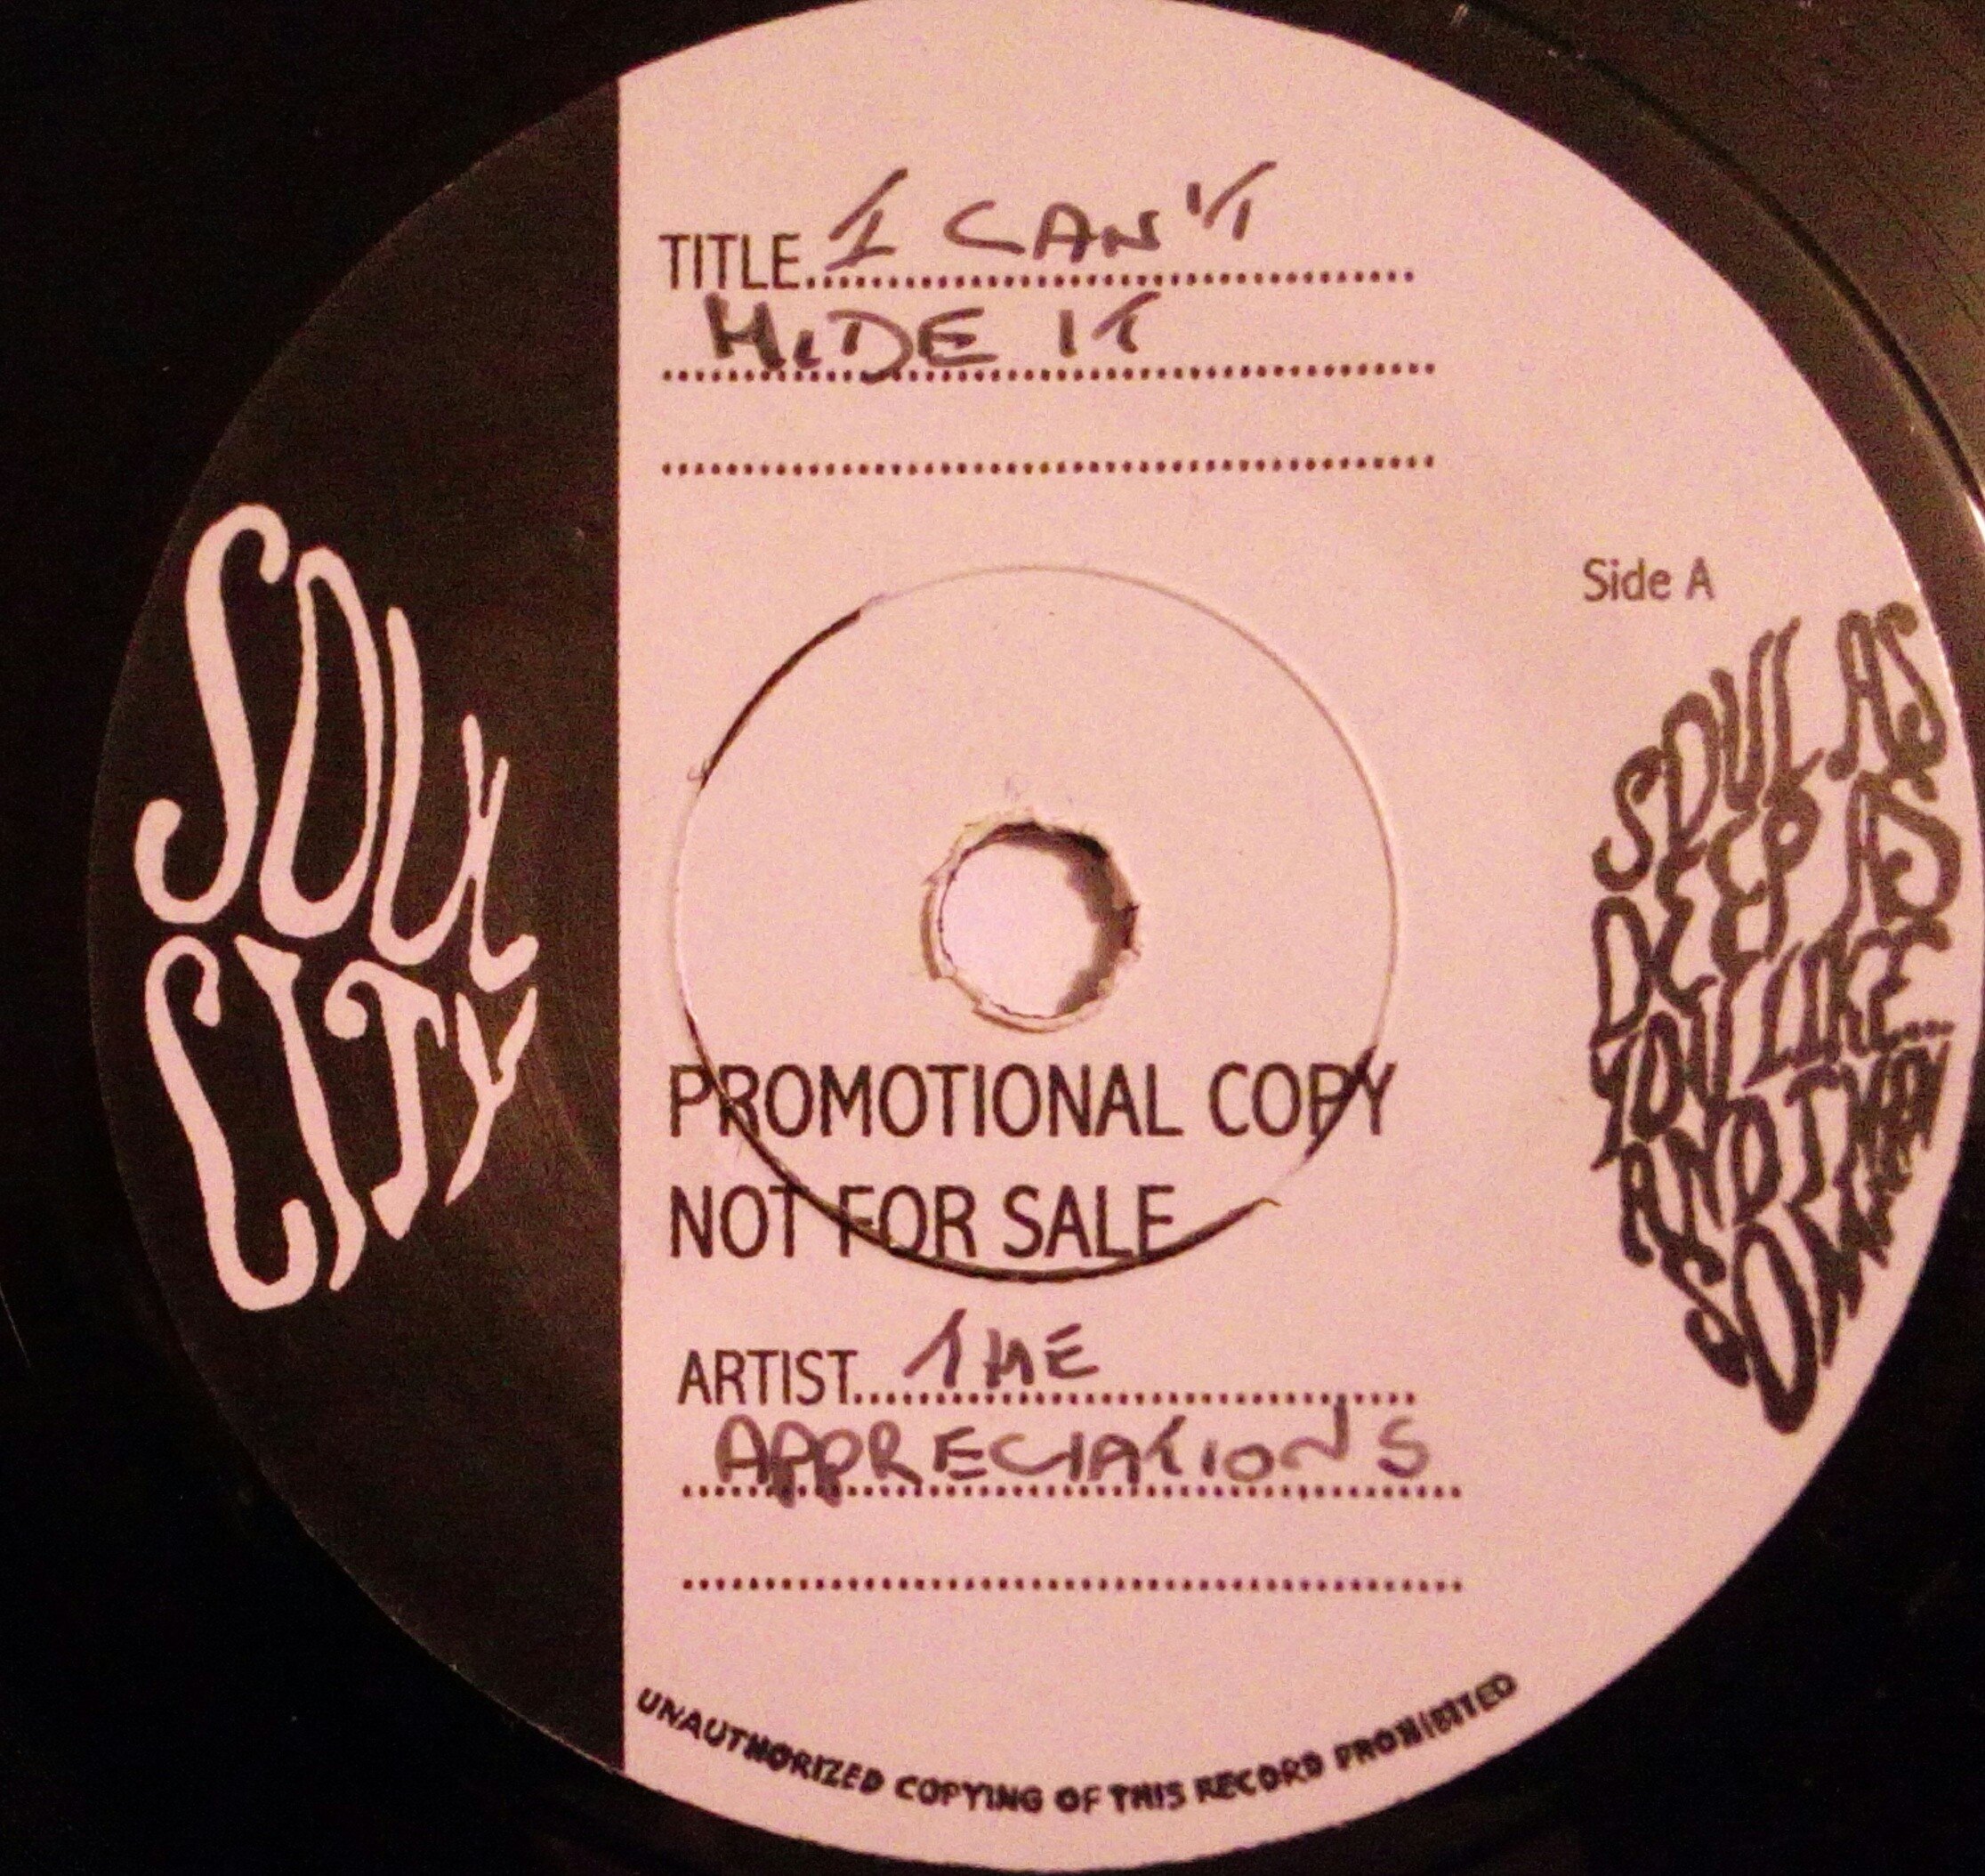 TITLE I CAN'T
HIDE IT
SOUL
CITY
Side A
SOUL AS
DEEP AS
YOU LIKE...
AND THEN
SOME
PROMOTIONAL COPY
NOT FOR SALE
ARTIST THE
APPRECIATIONS
UNAUTHORIZED COPYING OF THIS RECORD PROHIBITED